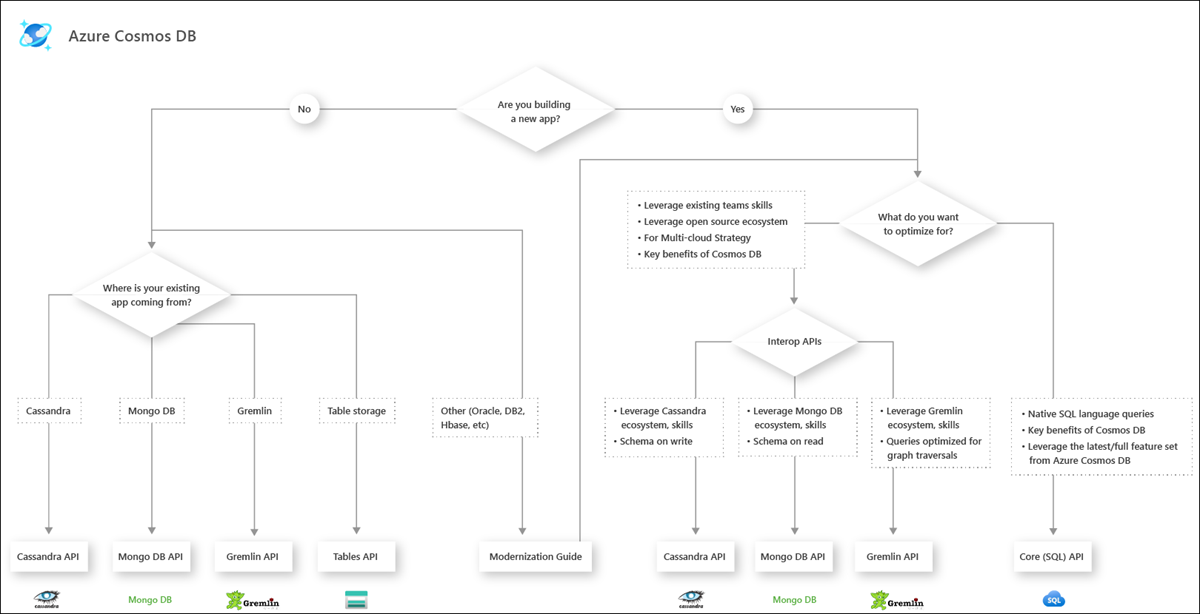 Azure Cosmos DB
Are you building
a new app?
No
Yes
• Leverage existing teams skills
• Leverage open source ecosystem
• For Multi-cloud Strategy
• Key benefits of Cosmos DB
What do you want
to optimize for?
Where is your existing
app coming from?
Interop APIs
Cassandra
Mongo DB
Gremlin
Table storage
Other (Oracle, DB2,
Hbase, etc)
• Leverage Cassandra
ecosystem, skills
• Schema on write
• Leverage Mongo DB
ecosystem, skills
• Schema on read
• Leverage Gremlin
ecosystem, skills
• Queries optimized for
graph traversals
• Native SQL language queries
• Key benefits of Cosmos DB
• Leverage the latest/full feature set
from Azure Cosmos DB
Cassandra API
Mongo DB API
Gremlin API
Tables API
Modernization Guide
Cassandra API
Mongo DB API
Gremlin API
Core (SQL) API
cassandra
Mongo DB
Gremlin
cassandra
Mongo DB
Gremlin
SQL